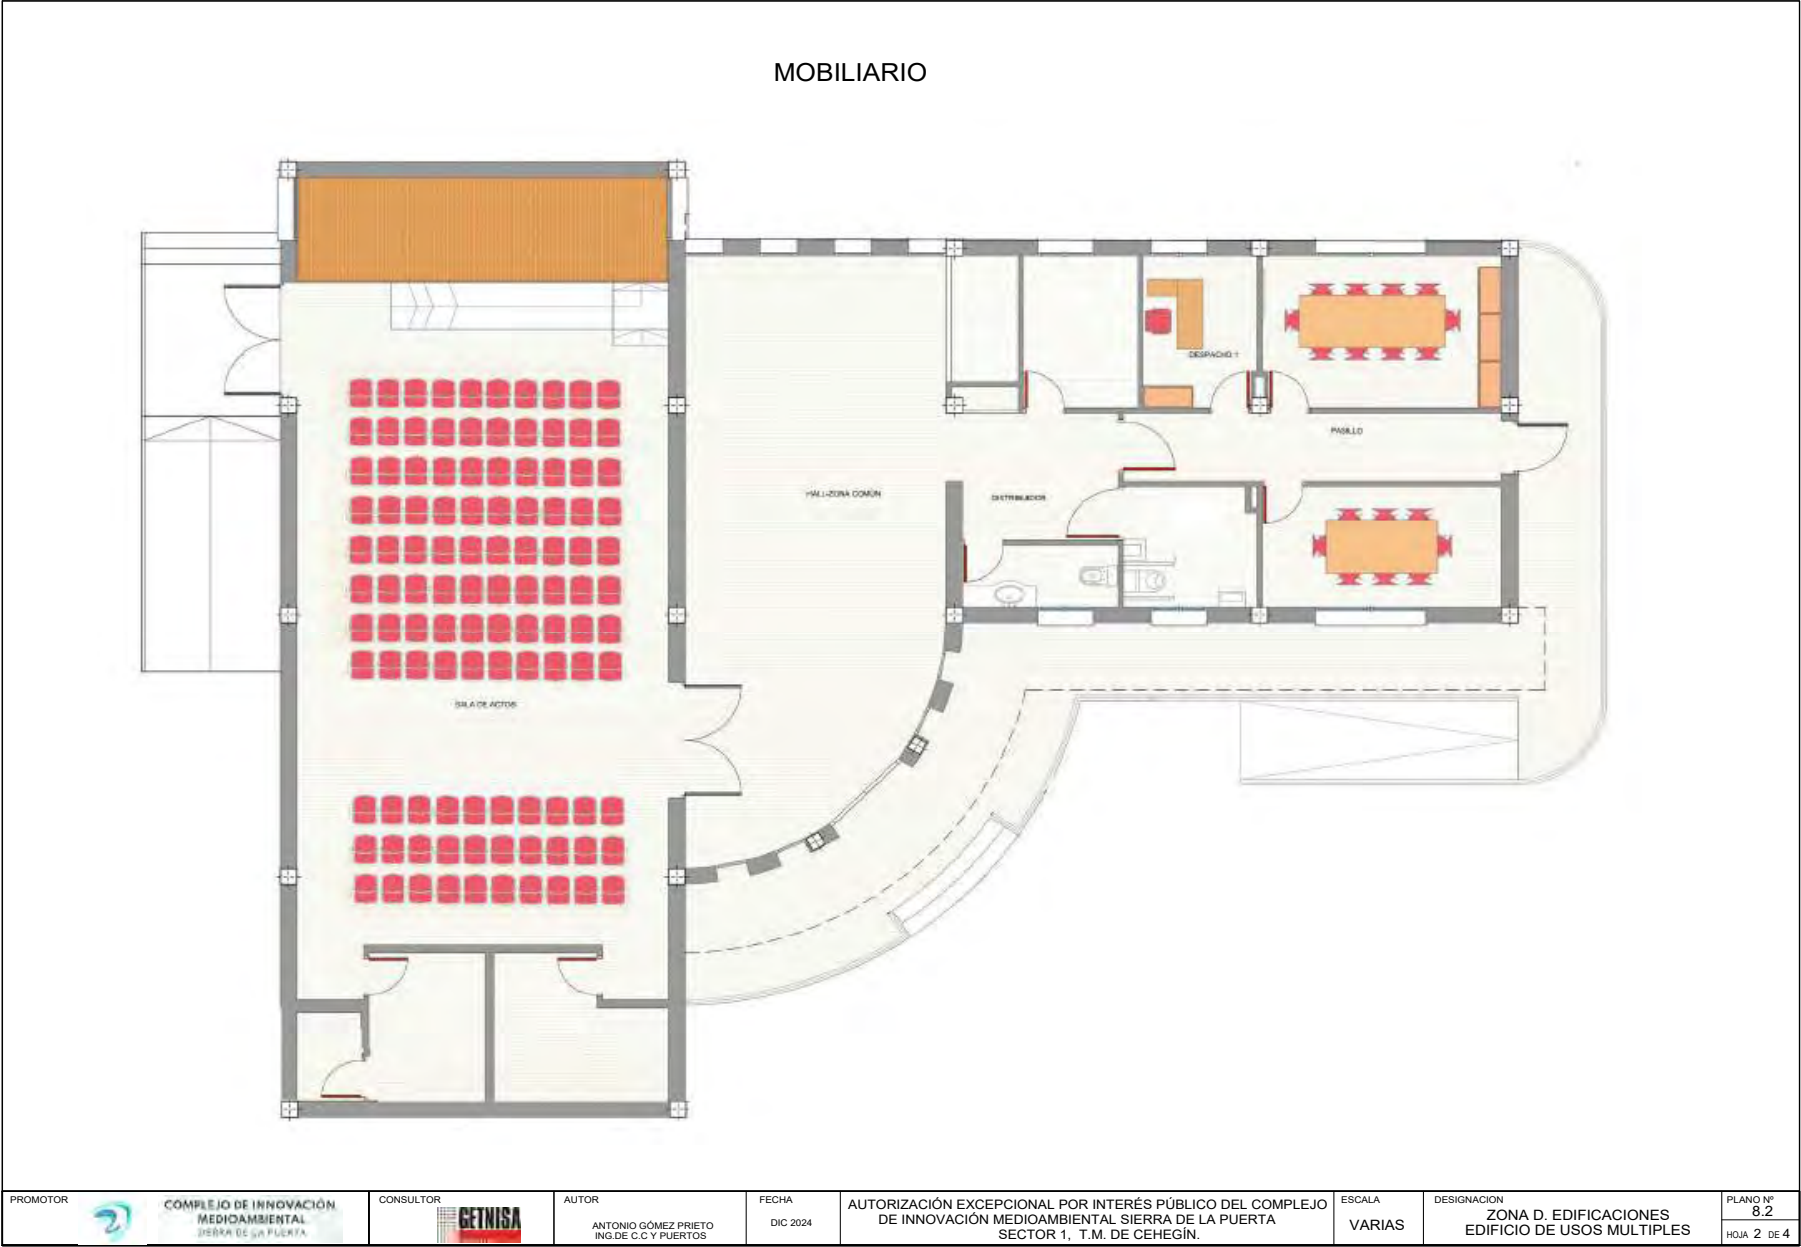 MOBILIARIO
DESPACHO 1
PASILLO
HALL-ZONA COMÚN
DISTRIBUIDOR
SALA DE ACTOS
PROMOTOR
COMPLEJO DE INNOVACIÓN
MEDIOAMBIENTAL
SIERRA DE LA PUERTA
CONSULTOR
GETNISA
AUTOR
ANTONIO GÓMEZ PRIETO
ING.DE C.C Y PUERTOS
FECHA
DIC 2024
AUTORIZACIÓN EXCEPCIONAL POR INTERÉS PÚBLICO DEL COMPLEJO
DE INNOVACIÓN MEDIOAMBIENTAL SIERRA DE LA PUERTA
SECTOR 1, T.M. DE CEHEGÍN.
ESCALA
VARIAS
DESIGNACION
ZONA D. EDIFICACIONES
EDIFICIO DE USOS MULTIPLES
PLANO Nº
8.2
HOJA 2 DE 4